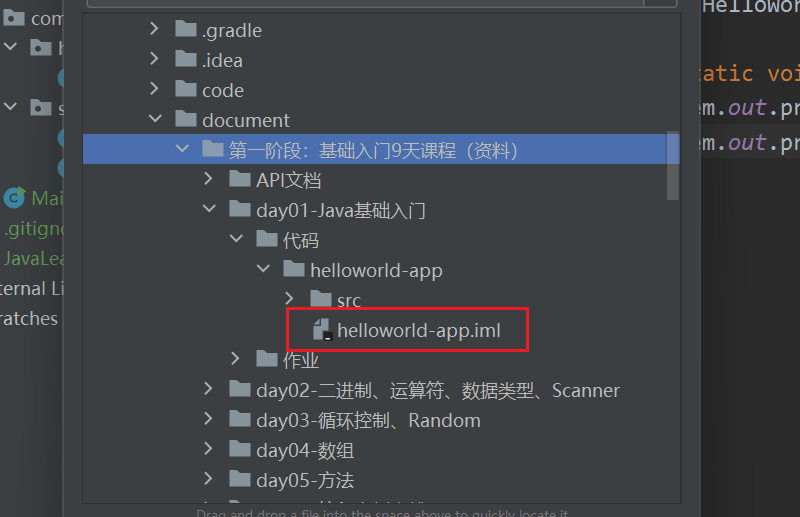 .gradle
.idea
code
document
第一阶段：基础入门9天课程（资料）
API文档
day01-Java基础入门
代码
helloworld-app
src
helloworld-app.iml
作业
day02-二进制、运算符、数据类型、Scanner
day03-循环控制、Random
day04-数组
day05-方法
Drag and drop a file into the space above to quickly locate it
com
h
s
Mai
.gitigno
JavaLea
ternal Li
ratches
Hellowor
tatic voi
em.out.pr
em.out.pr